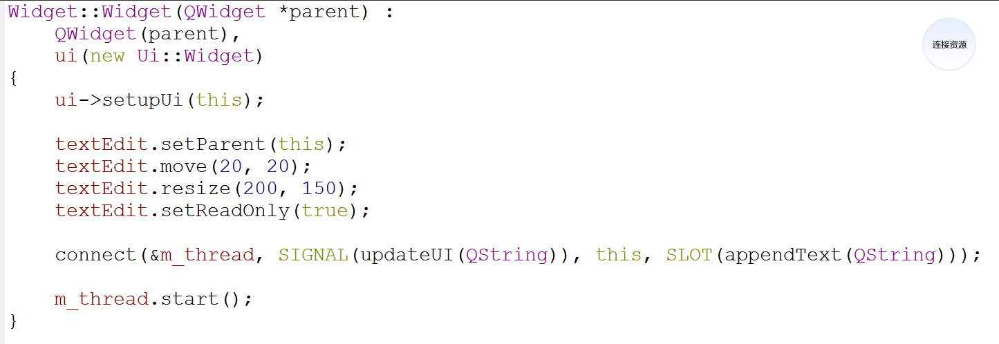 Widget::Widget(QWidget *parent) :
    QWidget(parent),
    ui(new Ui::Widget)
{
    ui->setupUi(this);
    textEdit.setParent(this);
    textEdit.move(20, 20);
    textEdit.resize(200, 150);
    textEdit.setReadOnly(true);
    connect(&m_thread, SIGNAL(updateUI(QString)), this, SLOT(appendText(QString)));
    m_thread.start();
}
连接资源